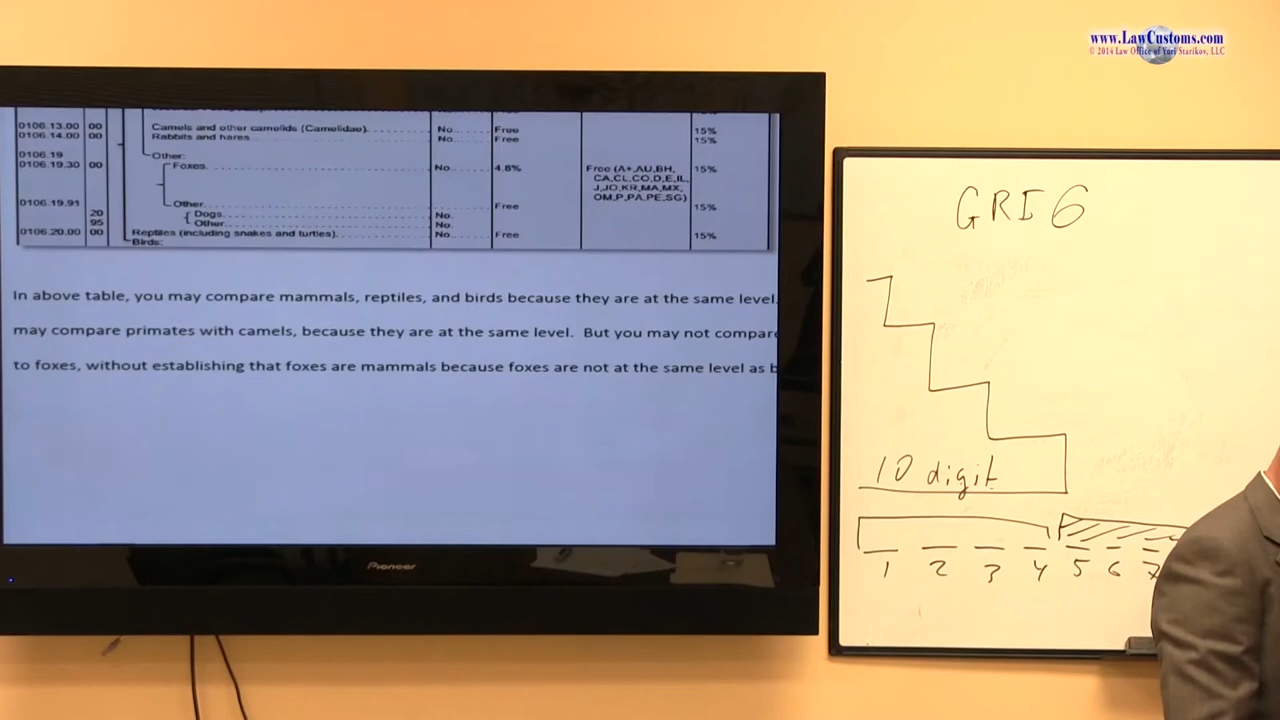 www.LawCustoms.com
© 2014 Law Office of Yuri Starikov, LLC
0106.13.00 00 Camels and other camelids (Camelidae) No. Free 15%
0106.14.00 00 Rabbits and hares No. Free 15%
0106.19 Other:
0106.19.30 00 Foxes No. 4.8% Free (A+,AU,BH, 15%
CA,CL,CO,D,E,IL,
J,JO,KR,MA,MX,
OM,P,PA,PE,SG)
0106.19.91 Other Free 15%
20 Dogs No.
95 Other No.
0106.20.00 00 Reptiles (including snakes and turtles) No. Free 15%
Birds:
In above table, you may compare mammals, reptiles, and birds because they are at the same level.
may compare primates with camels, because they are at the same level. But you may not compare
to foxes, without establishing that foxes are mammals because foxes are not at the same level as b
Pioneer
GRI 6
10 digit
1 2 3 4 5 6 7